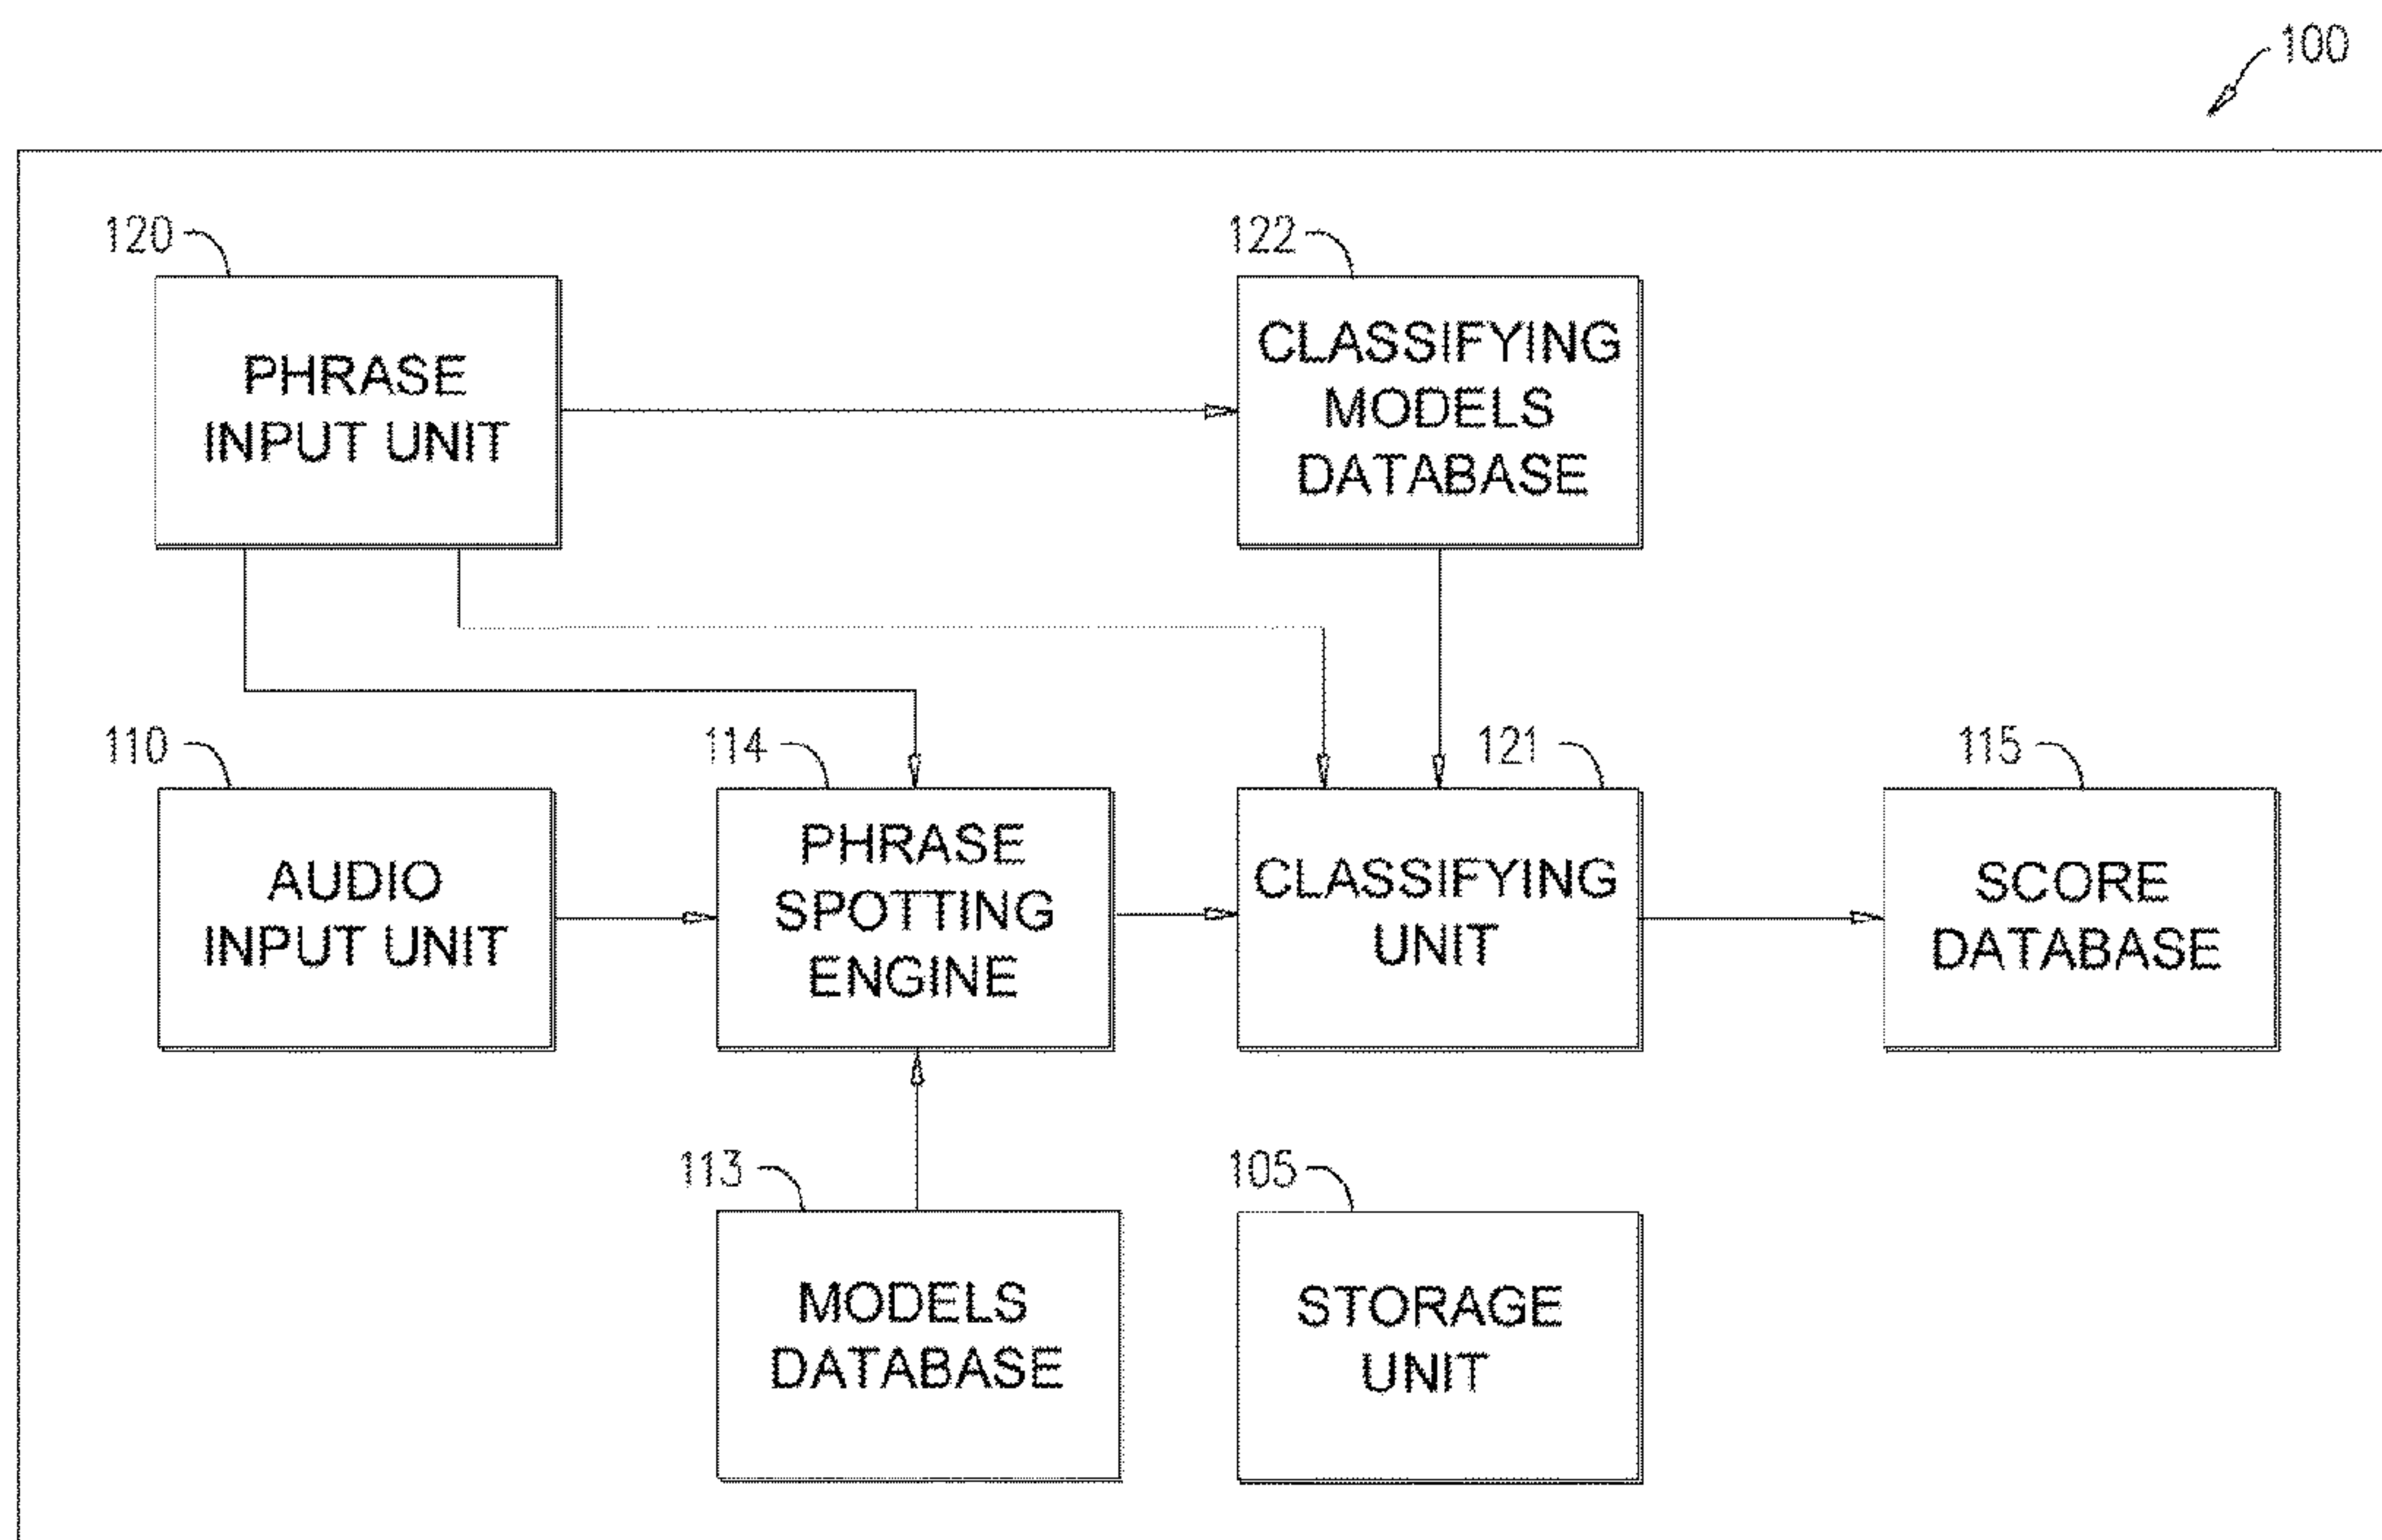 100
120
122
PHRASE
INPUT UNIT
CLASSIFYING
MODELS
DATABASE
110
114
121
115
AUDIO
INPUT UNIT
PHRASE
SPOTTING
ENGINE
CLASSIFYING
UNIT
SCORE
DATABASE
113
105
MODELS
DATABASE
STORAGE
UNIT